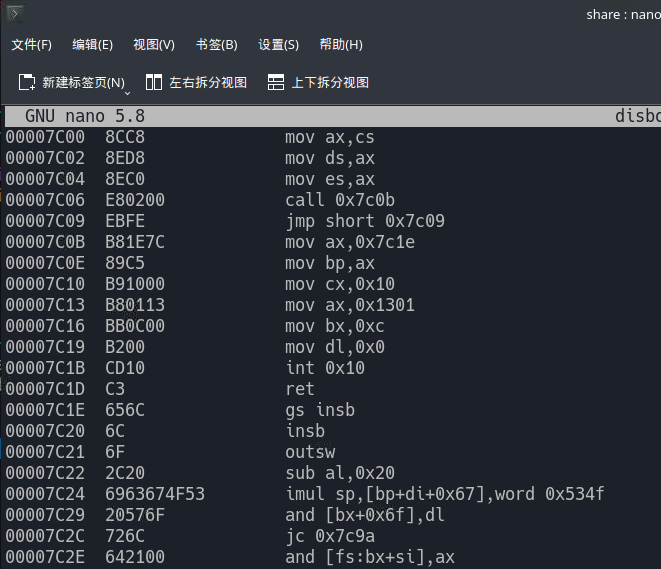 share : nano
文件(F) 编辑(E) 视图(V) 书签(B) 设置(S) 帮助(H)
新建标签页(N) 左右拆分视图 上下拆分视图
GNU nano 5.8 disbo
00007C00 8CC8 mov ax,cs
00007C02 8ED8 mov ds,ax
00007C04 8EC0 mov es,ax
00007C06 E80200 call 0x7c0b
00007C09 EBFE jmp short 0x7c09
00007C0B B81E7C mov ax,0x7c1e
00007C0E 89C5 mov bp,ax
00007C10 B91000 mov cx,0x10
00007C13 B80113 mov ax,0x1301
00007C16 BB0C00 mov bx,0xc
00007C19 B200 mov dl,0x0
00007C1B CD10 int 0x10
00007C1D C3 ret
00007C1E 656C gs insb
00007C20 6C insb
00007C21 6F outsw
00007C22 2C20 sub al,0x20
00007C24 6963674F53 imul sp,[bp+di+0x67],word 0x534f
00007C29 20576F and [bx+0x6f],dl
00007C2C 726C jc 0x7c9a
00007C2E 642100 and [fs:bx+si],ax